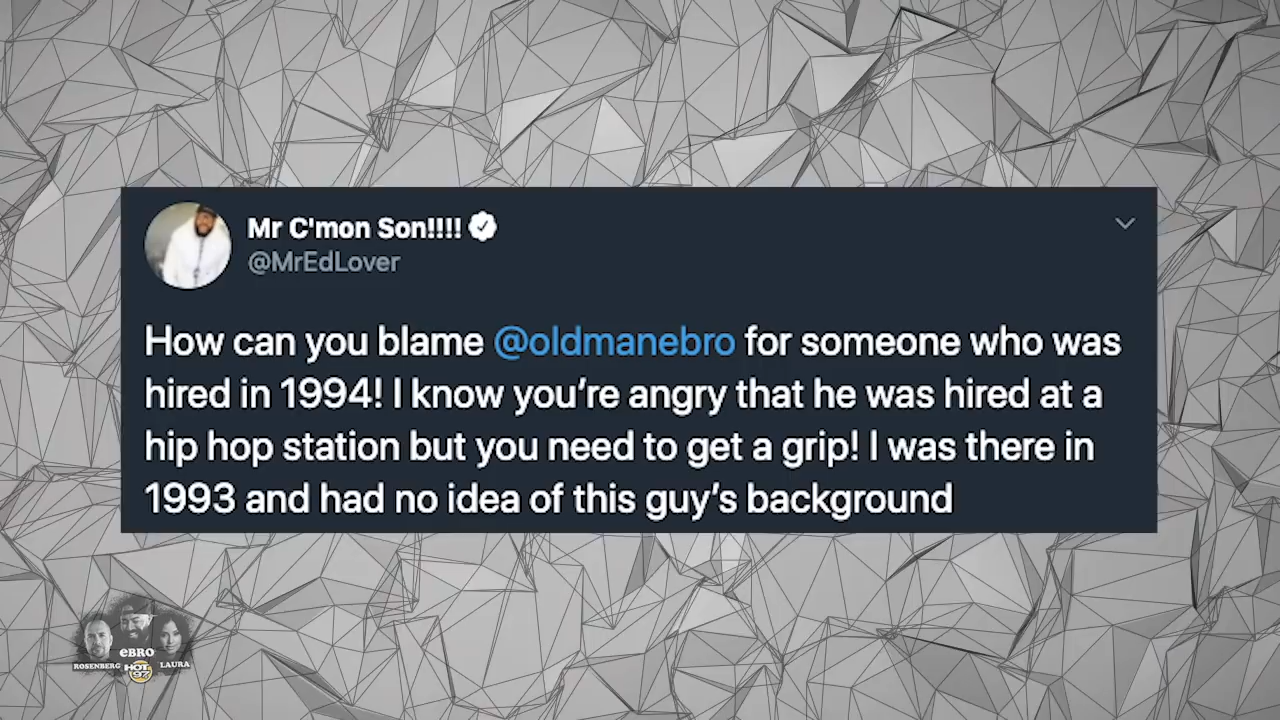 Mr C'mon Son!!!!
@MrEdLover
How can you blame @oldmanebro for someone who was
hired in 1994! I know you’re angry that he was hired at a
hip hop station but you need to get a grip! I was there in
1993 and had no idea of this guy’s background
eBRO
ROSENBERG
LAURA
HOT
97